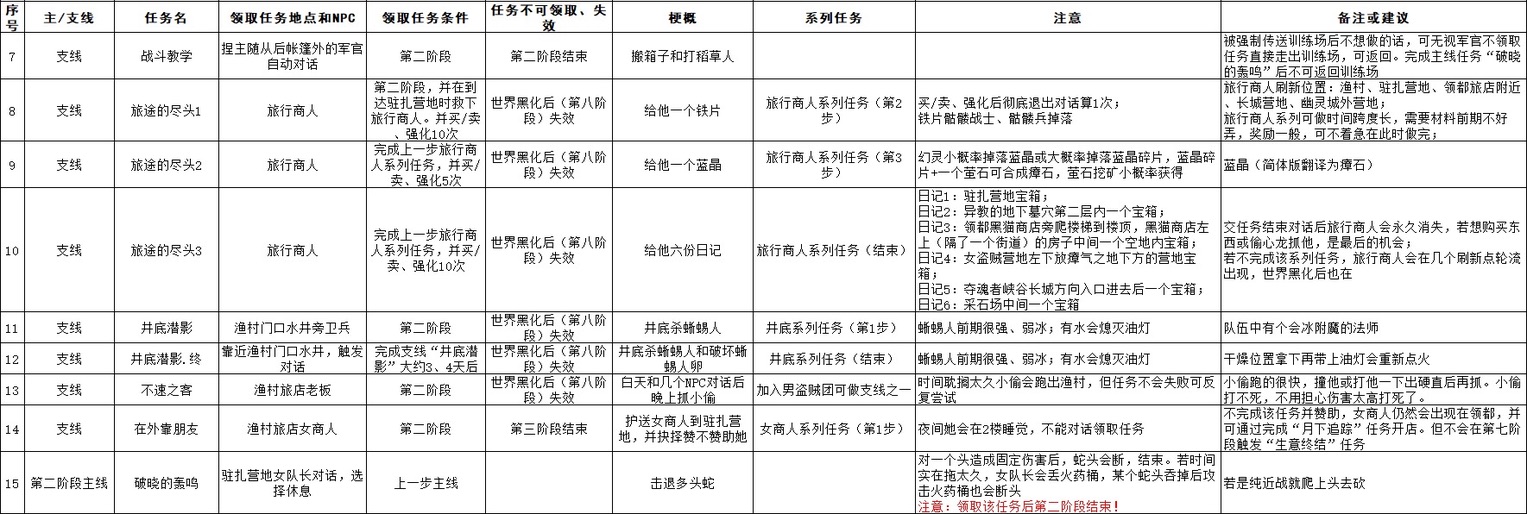 序号
主/支线
任务名
领取任务地点和NPC
领取任务条件
任务不可领取、失效
梗概
系列任务
注意
备注或建议
7
支线
战斗教学
捏主随从后帐篷外的军官
自动对话
第二阶段
第二阶段结束
搬箱子和打稻草人
被强制传送训练场后不想做的话，可无视军官不领取
任务直接走出训练场，可返回。完成主线任务“破晓
的轰鸣”后不可返回训练场
8
支线
旅途的尽头1
旅行商人
第二阶段，并在到
达驻扎营地时救下
旅行商人。并买/卖
、强化10次
世界黑化后（第八阶
段）失效
给他一个铁片
旅行商人系列任务（第2
步）
买/卖、强化后彻底退出对话算1次；
铁片骷髅战士、骷髅兵掉落
旅行商人刷新位置：渔村、驻扎营地、领都旅店附近
、长城营地、幽灵城外营地；
旅行商人系列可做时间跨度长，需要材料前期不好
弄，奖励一般，可不着急在此时做完；
9
支线
旅途的尽头2
旅行商人
完成上一步旅行商
人系列任务，并买/
卖、强化5次
世界黑化后（第八阶
段）失效
给他一个蓝晶
旅行商人系列任务（第3
步）
幻灵小概率掉落蓝晶或大概率掉落蓝晶碎片，蓝晶碎
片+一个萤石可合成瘴石，萤石挖矿小概率获得
蓝晶（简体版翻译为瘴石）
10
支线
旅途的尽头3
旅行商人
完成上一步旅行商
人系列任务，并买/
卖、强化10次
世界黑化后（第八阶
段）失效
给他六份日记
旅行商人系列任务（结束）
日记1：驻扎营地宝箱；
日记2：异教的地下墓穴第二层内一个宝箱；
日记3：领都黑猫商店旁爬楼梯到楼顶，黑猫商店左
上（隔了一个街道）的房子中间一个空地内宝箱；
日记4：女盗贼营地左下放瘴气之地下方的营地宝
箱；
日记5：夺魂者峡谷长城方向入口进去后一个宝箱；
日记6：采石场中间一个宝箱
交任务结束对话后旅行商人会永久消失，若想购买东
西或偷心龙抓他，是最后的机会；
若不完成该系列任务，旅行商人会在几个刷新点轮流
出现，世界黑化后也在
11
支线
井底潜影
渔村门口水井旁卫兵
第二阶段
世界黑化后（第八阶
段）失效
井底杀蜥蜴人
井底系列任务（第1步）
蜥蜴人前期很强、弱冰；有水会熄灭油灯
队伍中有个会冰附魔的法师
12
支线
井底潜影.终
靠近渔村门口水井，触发
对话
完成支线“井底潜
影”大约3、4天后
世界黑化后（第八阶
段）失效
井底杀蜥蜴人和破坏蜥
蜴人卵
井底系列任务（结束）
蜥蜴人前期很强、弱冰；有水会熄灭油灯
干燥位置拿下再带上油灯会重新点火
13
支线
不速之客
渔村旅店老板
第二阶段
世界黑化后（第八阶
段）失效
白天和几个NPC对话后
晚上抓小偷
加入男盗贼团可做支线之一
时间耽搁太久小偷会跑出渔村，但任务不会失败可反
复尝试
小偷跑的很快，撞他或打他一下出硬直后再抓。小偷
打不死，不用担心伤害太高打死了。
14
支线
在外靠朋友
渔村旅店女商人
第二阶段
第三阶段结束
护送女商人到驻扎营
地，并抉择赞不赞助她
女商人系列任务（第1步）
夜间她会在2楼睡觉，不能对话领取任务
不完成该任务并赞助，女商人仍然会出现在领都，并
可通过完成“月下追踪”任务开店。但不会在第七阶
段触发“生意终结”任务
15
第二阶段主线
破晓的轰鸣
驻扎营地女队长对话，选
择休息
上一步主线
击退多头蛇
对一个头造成固定伤害后，蛇头会断，结束。若时间
实在拖太久，女队长会丢火药桶，某个蛇头吞掉后攻
击火药桶也会断头
注意：领取该任务后第二阶段结束！
若是纯近战就爬上头去砍